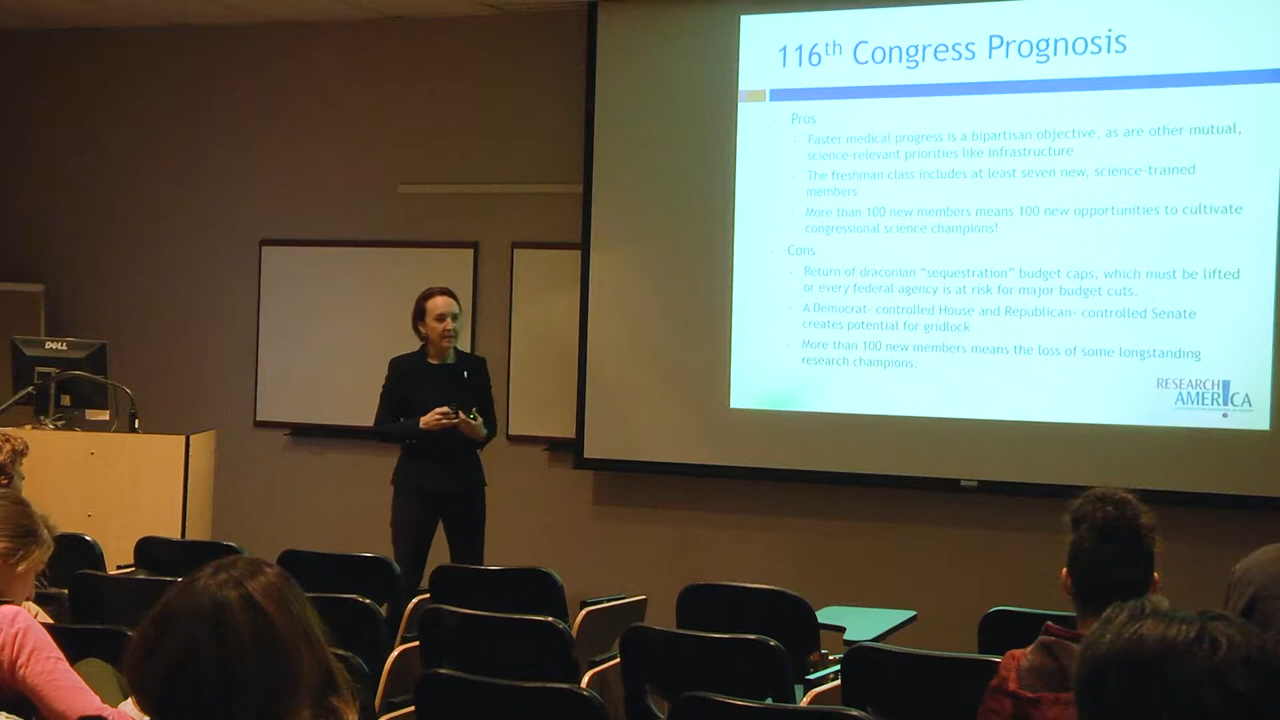 116th Congress Prognosis
Pros
Faster medical progress is a bipartisan objective, as are other mutual,
science-relevant priorities like infrastructure
The freshman class includes at least seven new, science-trained
members
More than 100 new members means 100 new opportunities to cultivate
congressional science champions!
Cons
Return of draconian “sequestration” budget caps, which must be lifted
or every federal agency is at risk for major budget cuts.
A Democrat- controlled House and Republican- controlled Senate
creates potential for gridlock
More than 100 new members means the loss of some longstanding
research champions.
RESEARCH
AMER!CA
DELL